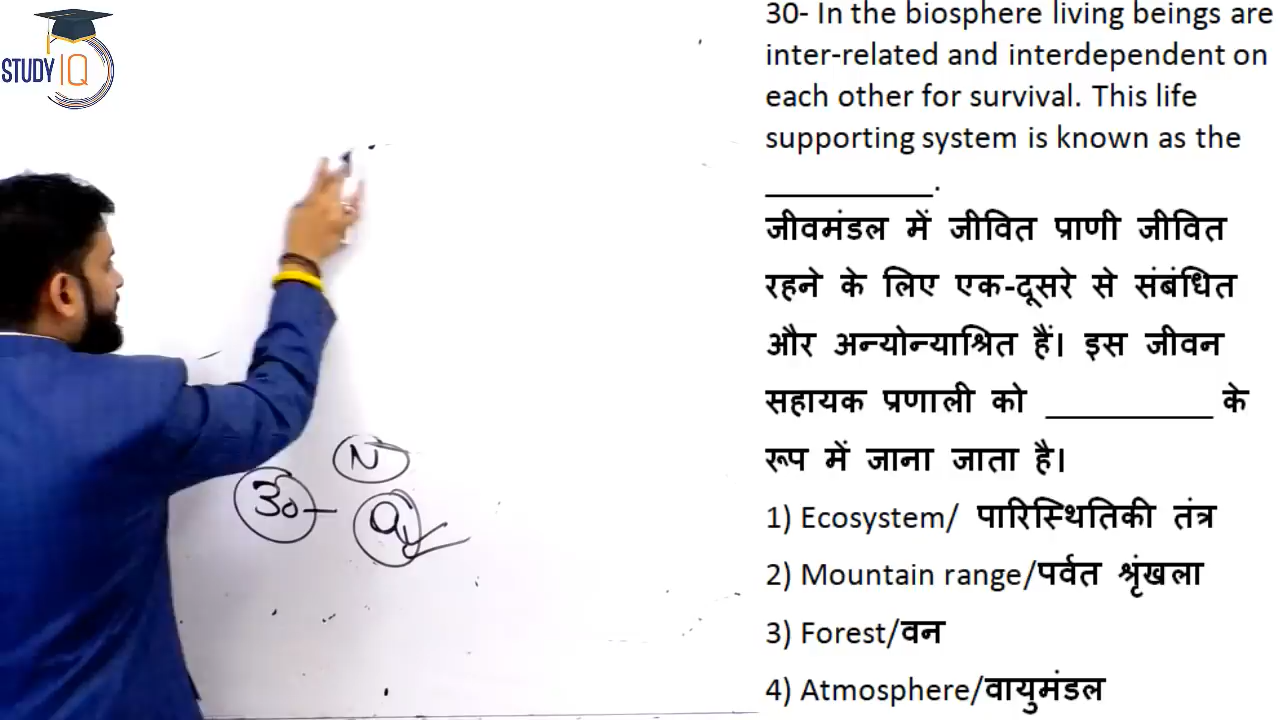 STUDY IQ
30- In the biosphere living beings are
inter-related and interdependent on
each other for survival. This life
supporting system is known as the
__________.
जीवमंडल में जीवित प्राणी जीवित
रहने के लिए एक-दूसरे से संबंधित
और अन्योन्याश्रित हैं। इस जीवन
सहायक प्रणाली को __________ के
रूप में जाना जाता है।
1) Ecosystem/ पारिस्थितिकी तंत्र
2) Mountain range/पर्वत श्रृंखला
3) Forest/वन
4) Atmosphere/वायुमंडल
N
30-